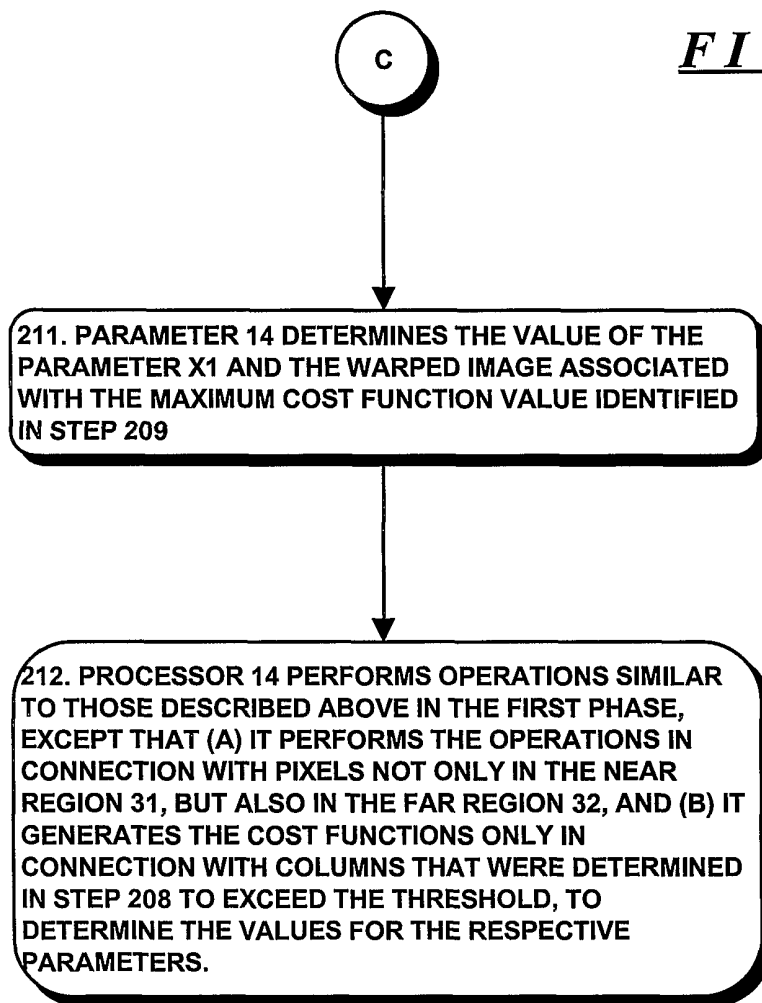 C
F I
211. PARAMETER 14 DETERMINES THE VALUE OF THE
PARAMETER X1 AND THE WARPED IMAGE ASSOCIATED
WITH THE MAXIMUM COST FUNCTION VALUE IDENTIFIED
IN STEP 209
212. PROCESSOR 14 PERFORMS OPERATIONS SIMILAR
TO THOSE DESCRIBED ABOVE IN THE FIRST PHASE,
EXCEPT THAT (A) IT PERFORMS THE OPERATIONS IN
CONNECTION WITH PIXELS NOT ONLY IN THE NEAR
REGION 31, BUT ALSO IN THE FAR REGION 32, AND (B) IT
GENERATES THE COST FUNCTIONS ONLY IN
CONNECTION WITH COLUMNS THAT WERE DETERMINED
IN STEP 208 TO EXCEED THE THRESHOLD, TO
DETERMINE THE VALUES FOR THE RESPECTIVE
PARAMETERS.